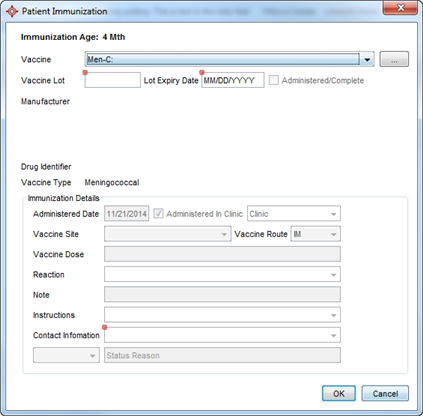 Patient Immunization
Immunization Age: 4 Mth
Vaccine Men-C: ...
Vaccine Lot Lot Expiry Date MM/DD/YYYY Administered/Complete
Manufacturer
Drug Identifier
Vaccine Type Meningococcal
Immunization Details
Administered Date 11/21/2014 Administered In Clinic Clinic
Vaccine Site Vaccine Route IM
Vaccine Dose
Reaction
Note
Instructions
Contact Infomation
Status Reason
OK Cancel